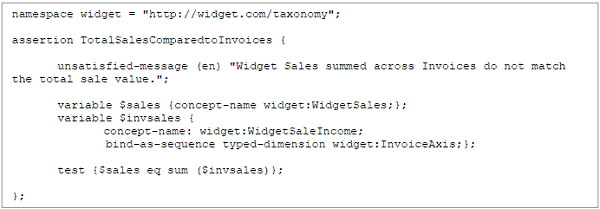 namespace widget = "http://widget.com/taxonomy";
assertion TotalSalesComparedtoInvoices {
unsatisfied-message (en) "Widget Sales summed across Invoices do not match
the total sale value.";
variable $sales {concept-name widget:WidgetSales;};
variable $invsales {
concept-name: widget:WidgetSaleIncome;
bind-as-sequence typed-dimension widget:InvoiceAxis;};
test {$sales eq sum ($invsales)};
};